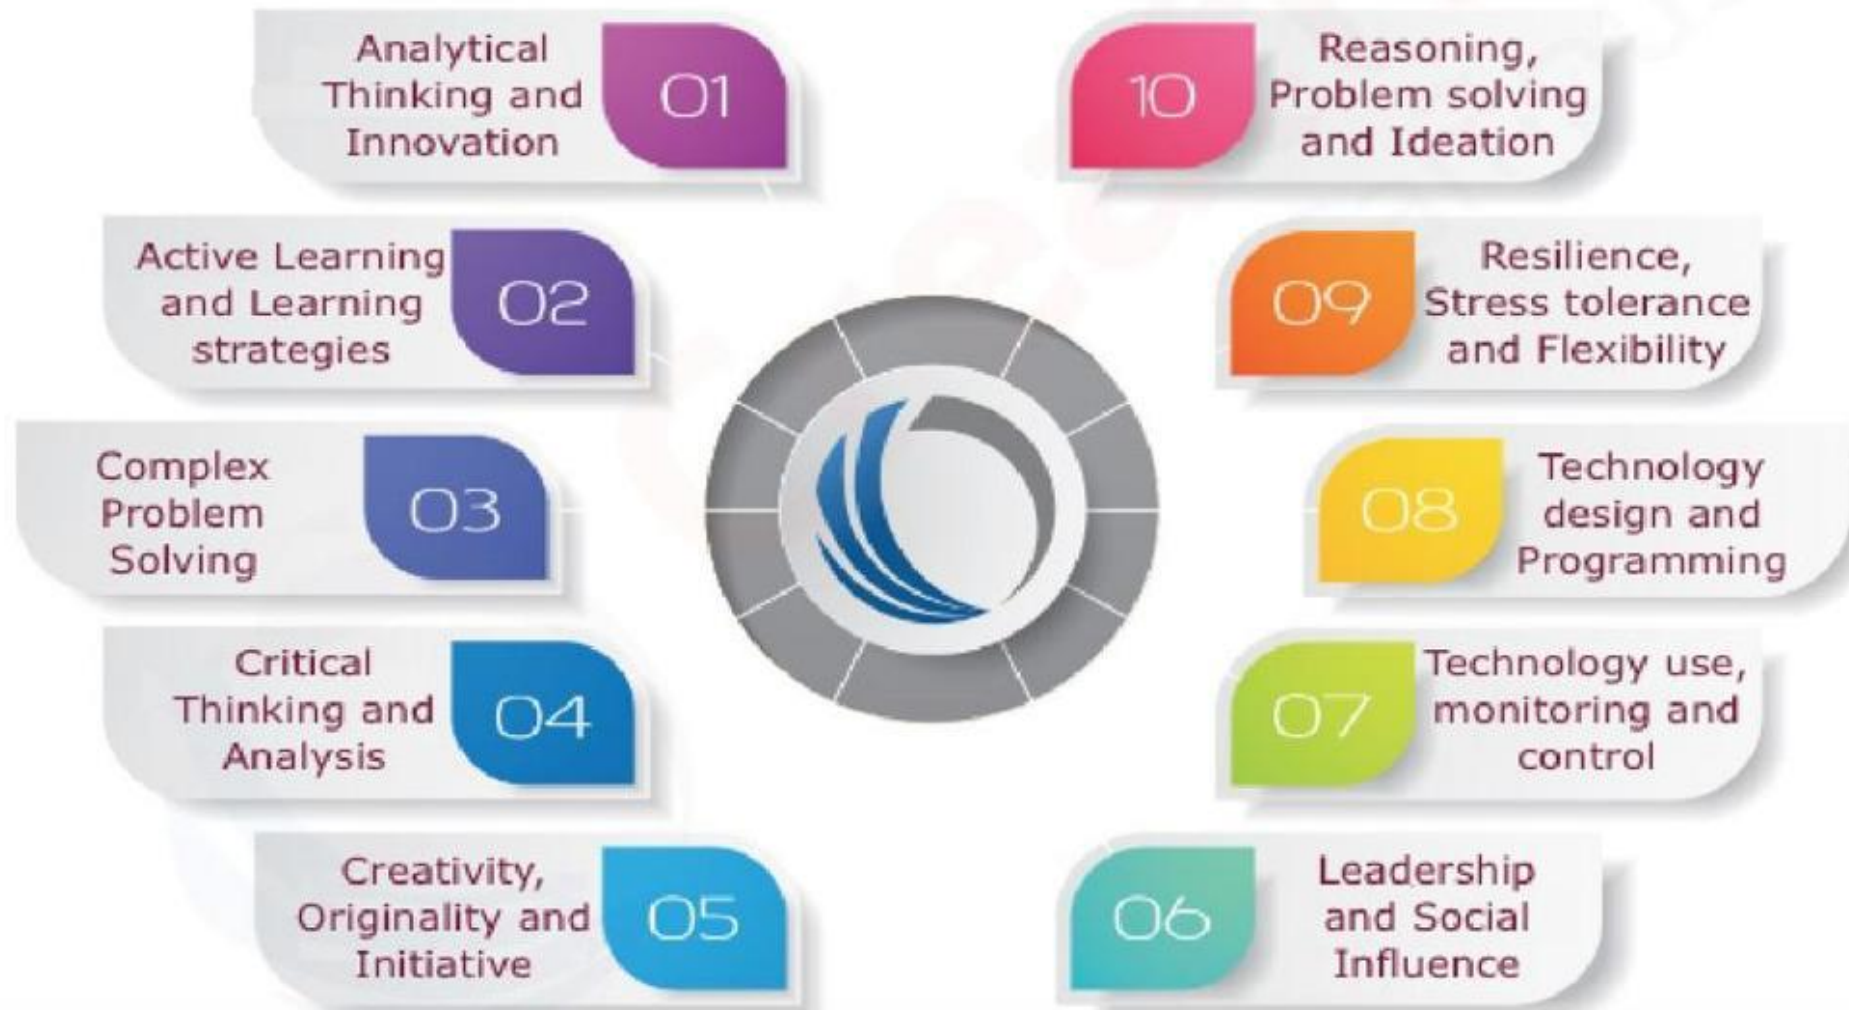 Analytical
Thinking and
Innovation
01
Active Learning
and Learning
strategies
02
Complex
Problem
Solving
03
Critical
Thinking and
Analysis
04
Creativity,
Originality and
Initiative
05
10
Reasoning,
Problem solving
and Ideation
09
Resilience,
Stress tolerance
and Flexibility
08
Technology
design and
Programming
07
Technology use,
monitoring and
control
06
Leadership
and Social
Influence